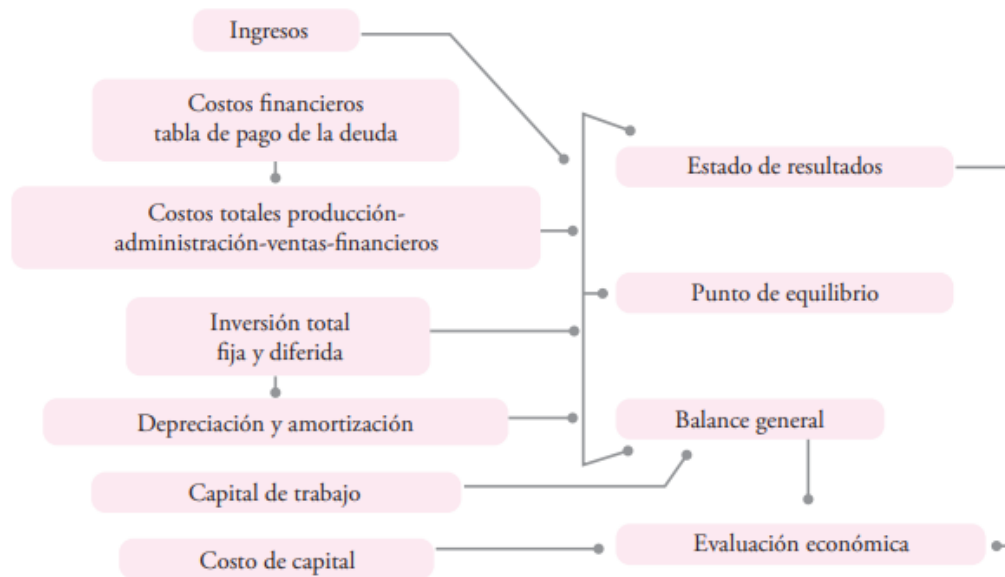 Ingresos
Costos financieros
tabla de pago de la deuda
Costos totales producción-
administración-ventas-financieros
Inversión total
fija y diferida
Depreciación y amortización
Capital de trabajo
Costo de capital
Estado de resultados
Punto de equilibrio
Balance general
Evaluación económica